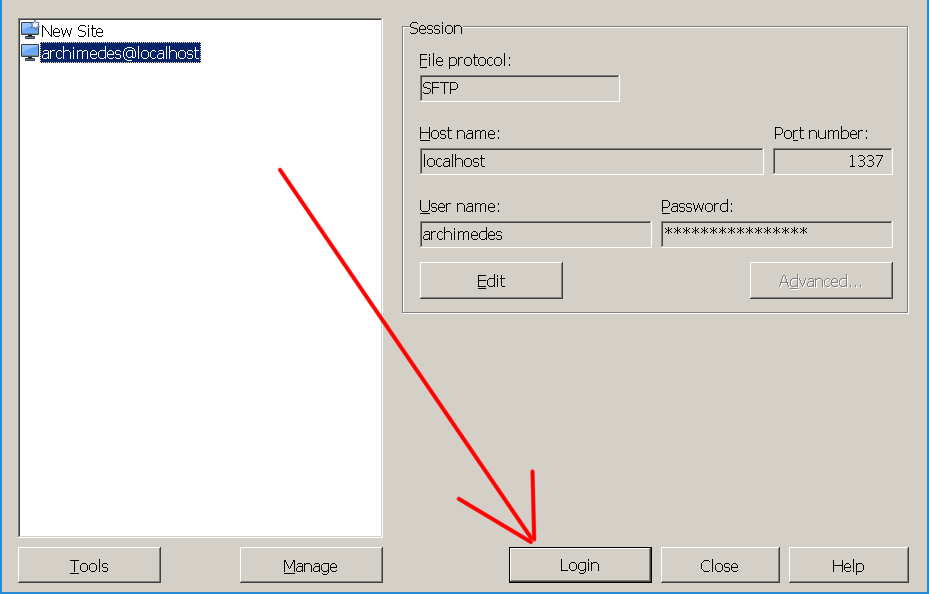 New Site
archimedes@localhost
Session
File protocol:
SFTP
Host name:
Port number:
localhost
1337
User name:
Password:
archimedes
****************
Edit
Advanced...
Tools
Manage
Login
Close
Help